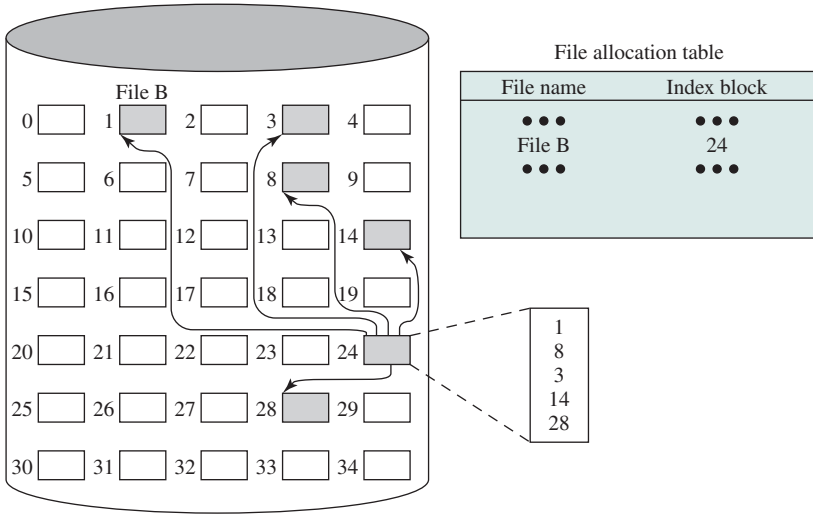 File B
0 1 2 3 4
5 6 7 8 9
10 11 12 13 14
15 16 17 18 19
20 21 22 23 24
25 26 27 28 29
30 31 32 33 34
File allocation table
File name Index block
••• •••
File B 24
••• •••
1
8
3
14
28